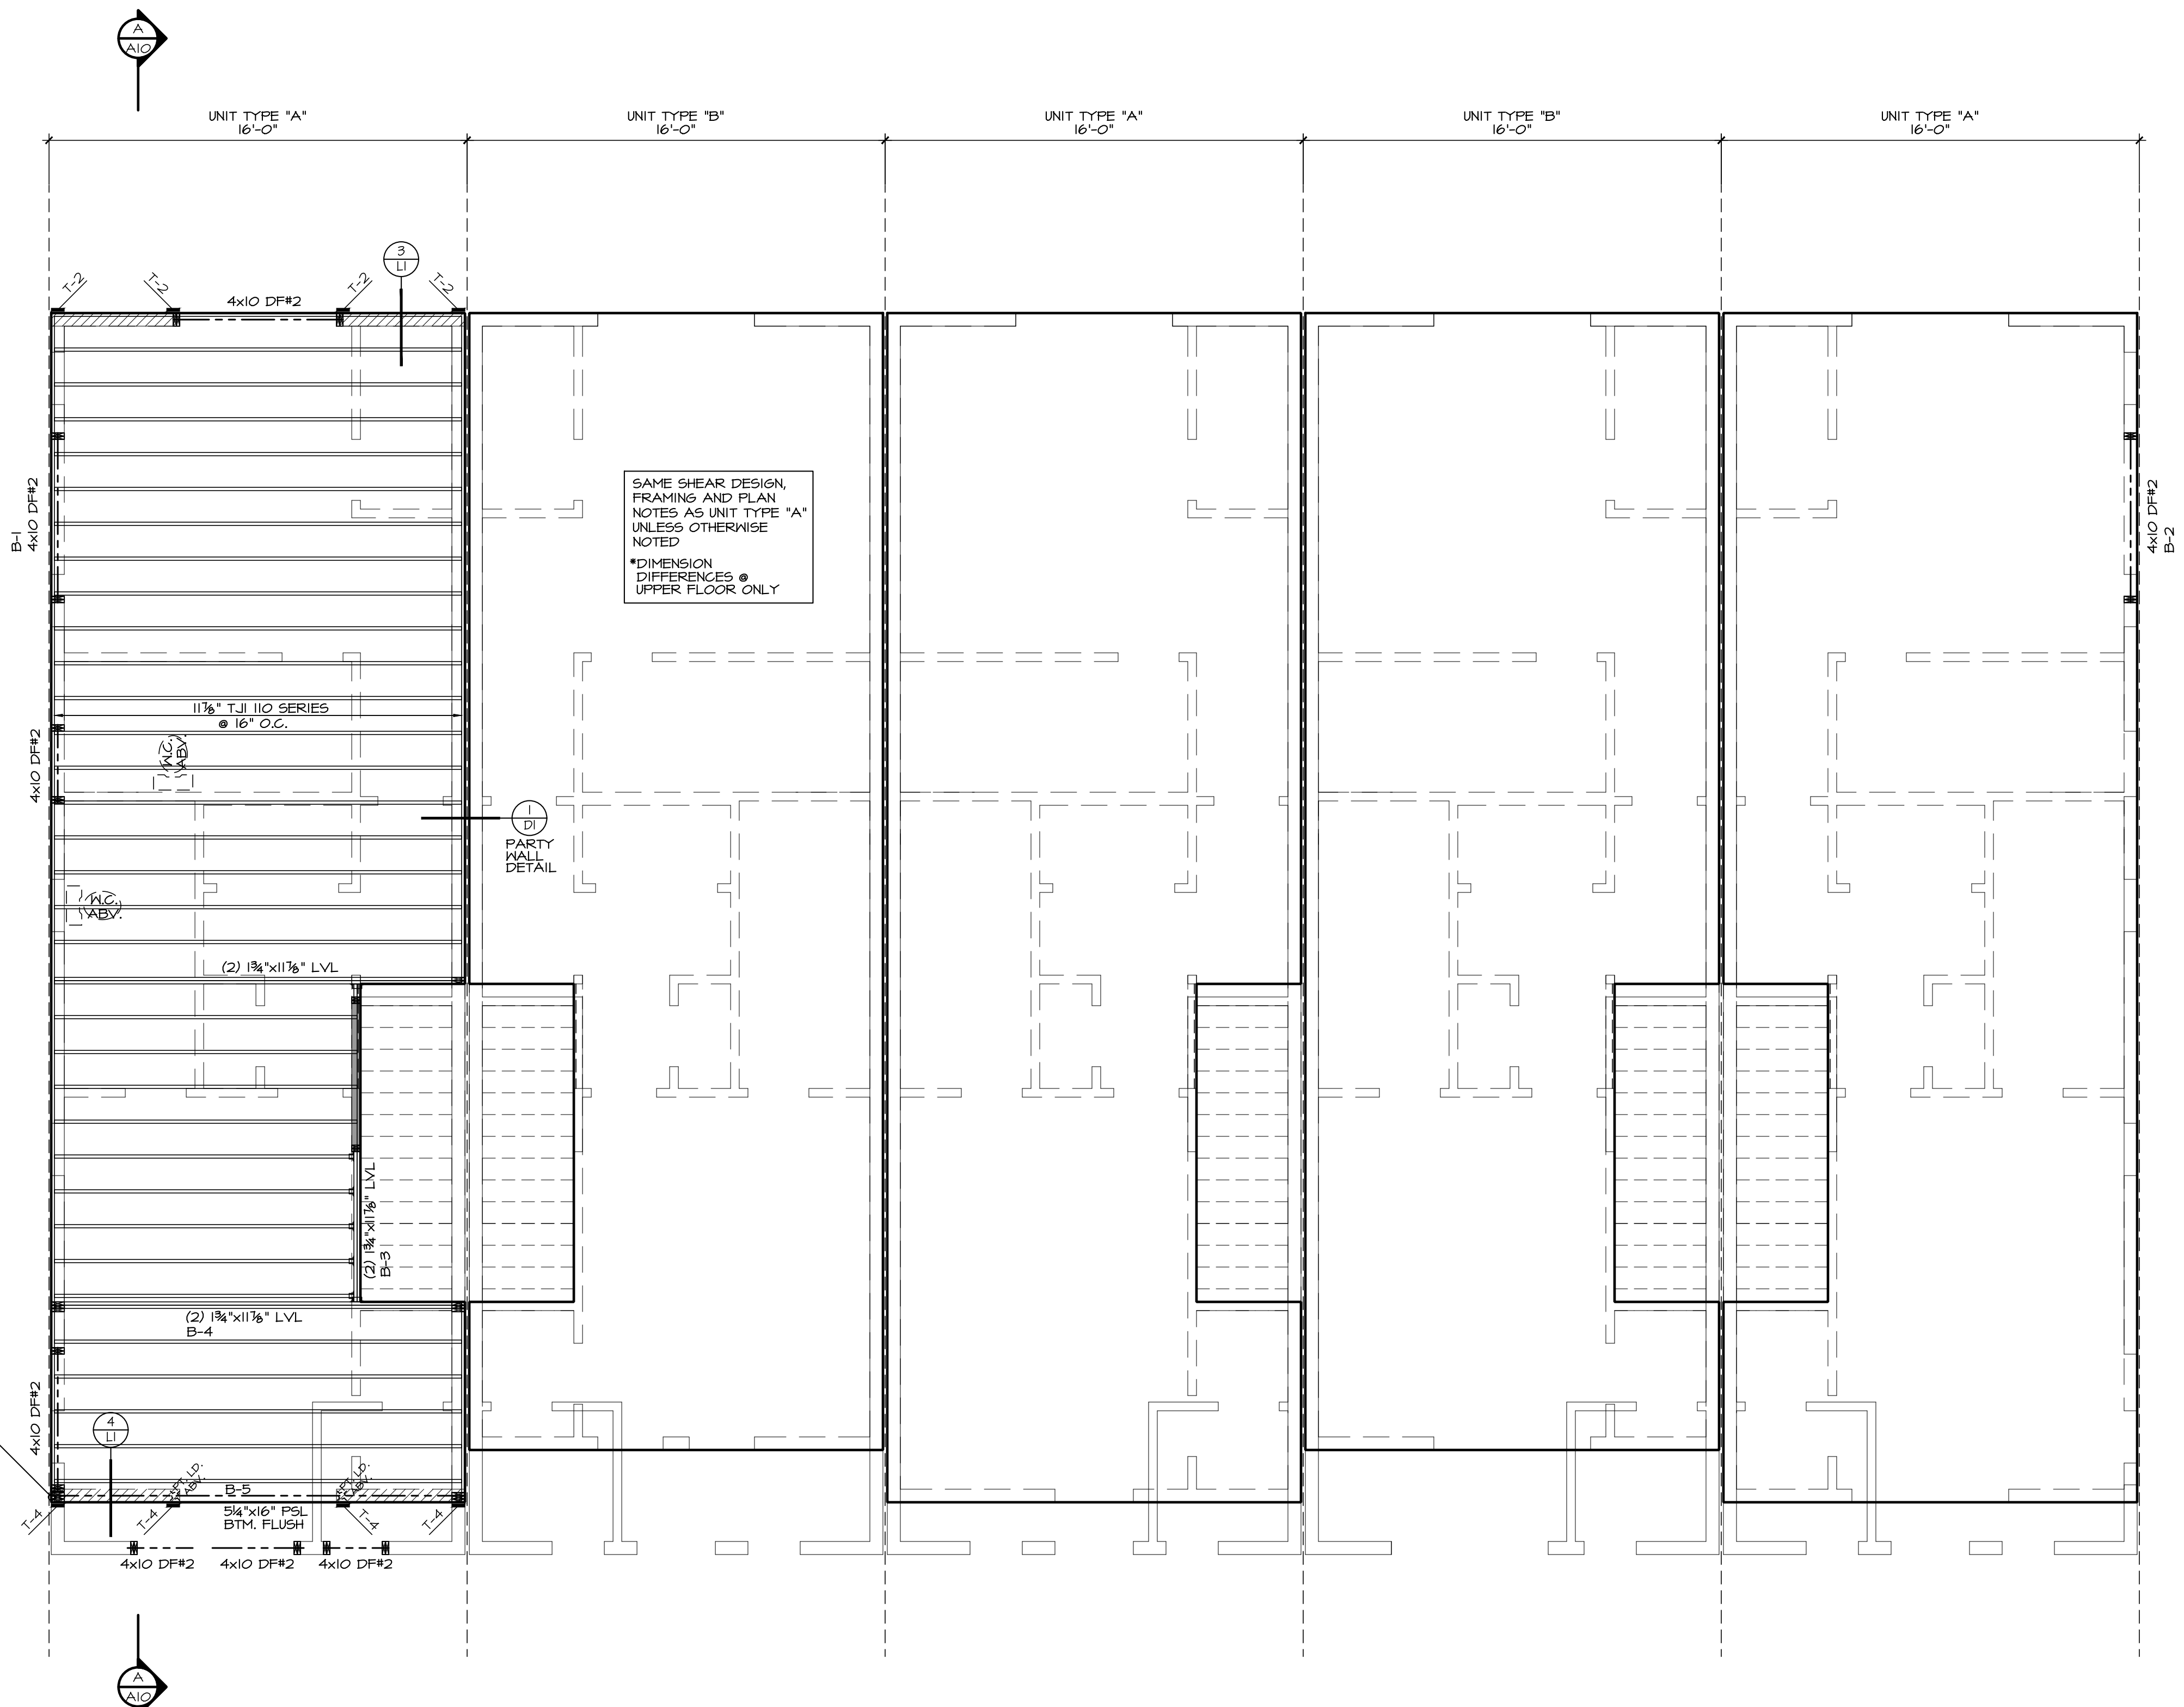 A
A10
UNIT TYPE "A"
16'-0"
UNIT TYPE "B"
16'-0"
UNIT TYPE "A"
16'-0"
UNIT TYPE "B"
16'-0"
UNIT TYPE "A"
16'-0"
3
L1
T-2
T-2
T-2
T-2
4x10 DF#2
B-1
4x10 DF#2
SAME SHEAR DESIGN,
FRAMING AND PLAN
NOTES AS UNIT TYPE "A"
UNLESS OTHERWISE
NOTED
*DIMENSION
DIFFERENCES @
UPPER FLOOR ONLY
4x10 DF#2
B-2
11⅞" TJI 110 SERIES
@ 16" O.C.
4x10 DF#2
W.C.
ABV.
1
D1
PARTY
WALL
DETAIL
W.C.
ABV.
(2) 1¾"x11⅞" LVL
(2) 1¾"x11⅞" LVL
B-3
(2) 1¾"x11⅞" LVL
B-4
4x10 DF#2
4
L1
PT. LD.
ABV.
PT. LD.
ABV.
B-5
5¼"x16" PSL
BTM. FLUSH
T-4
T-4
T-4
T-4
4x10 DF#2
4x10 DF#2
4x10 DF#2
A
A10